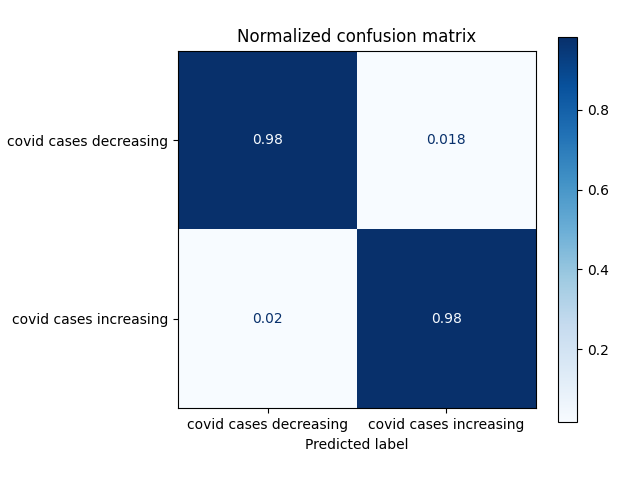 Normalized confusion matrix
covid cases decreasing
0.98
0.018
covid cases increasing
0.02
0.98
covid cases decreasing
covid cases increasing
Predicted label
0.8
0.6
0.4
0.2